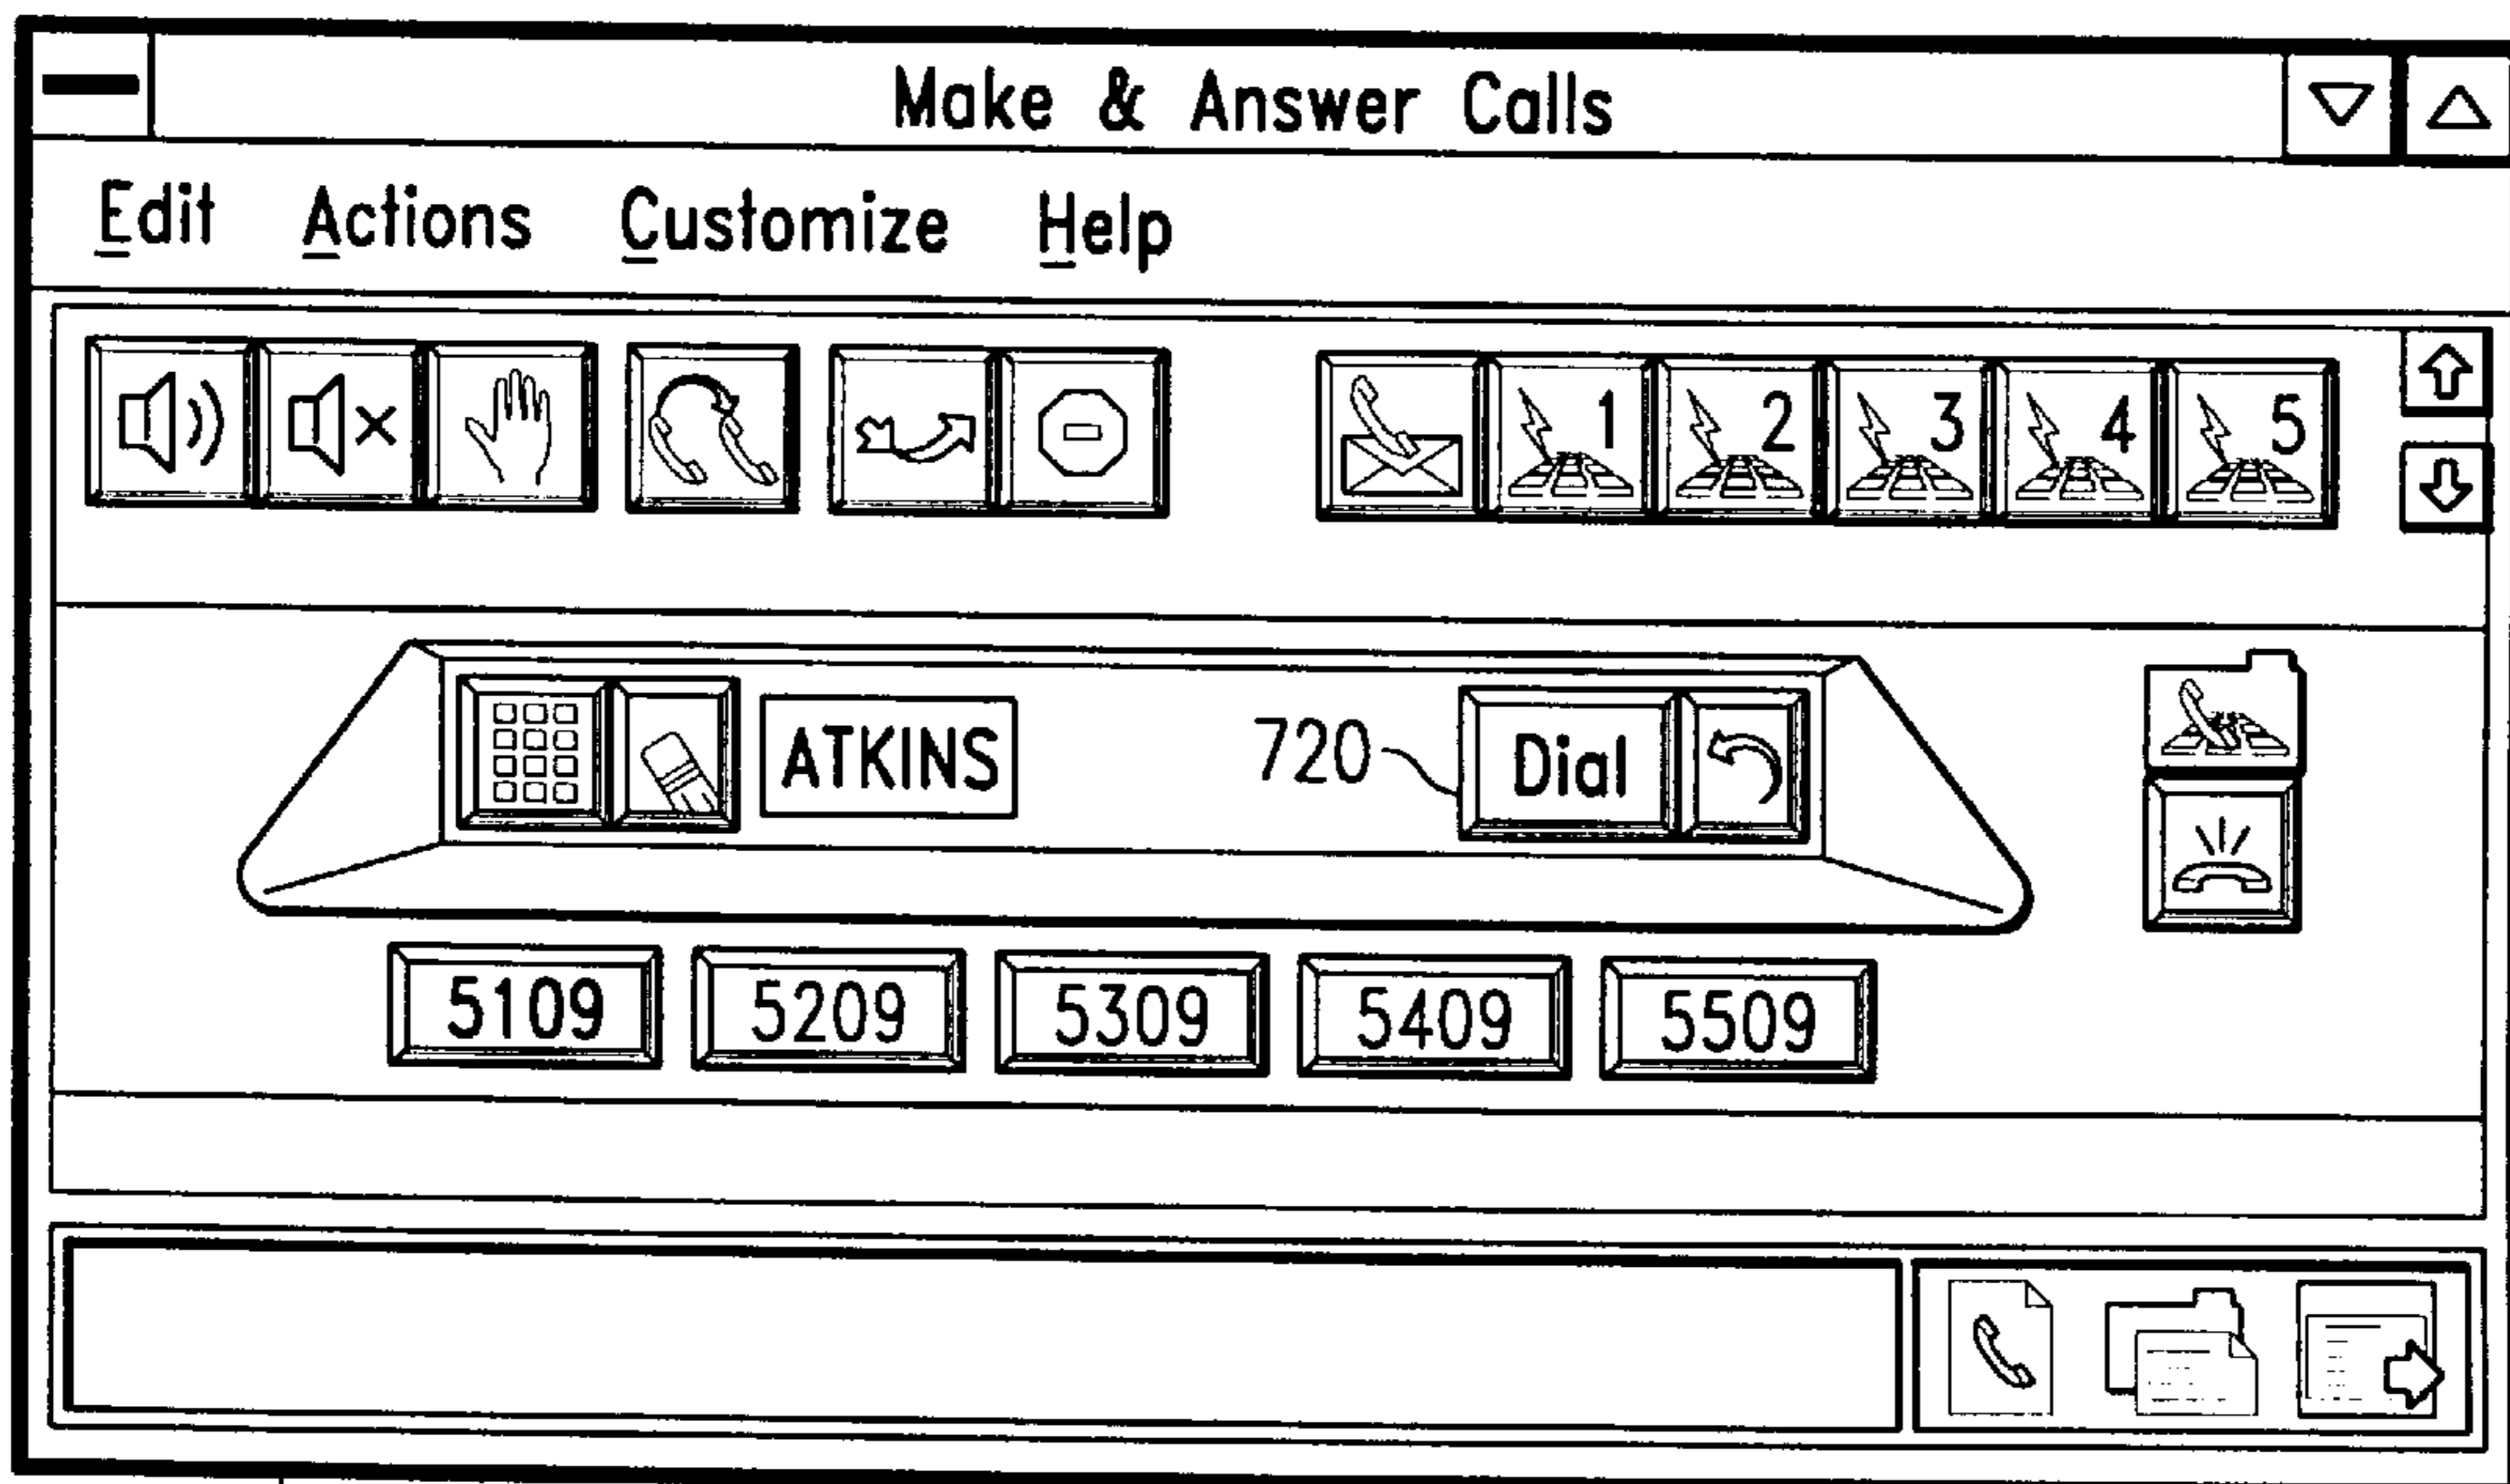 Make & Answer Calls
Edit Actions Customize Help
1 2 3 4 5
ATKINS 720 Dial
5109 5209 5309 5409 5509